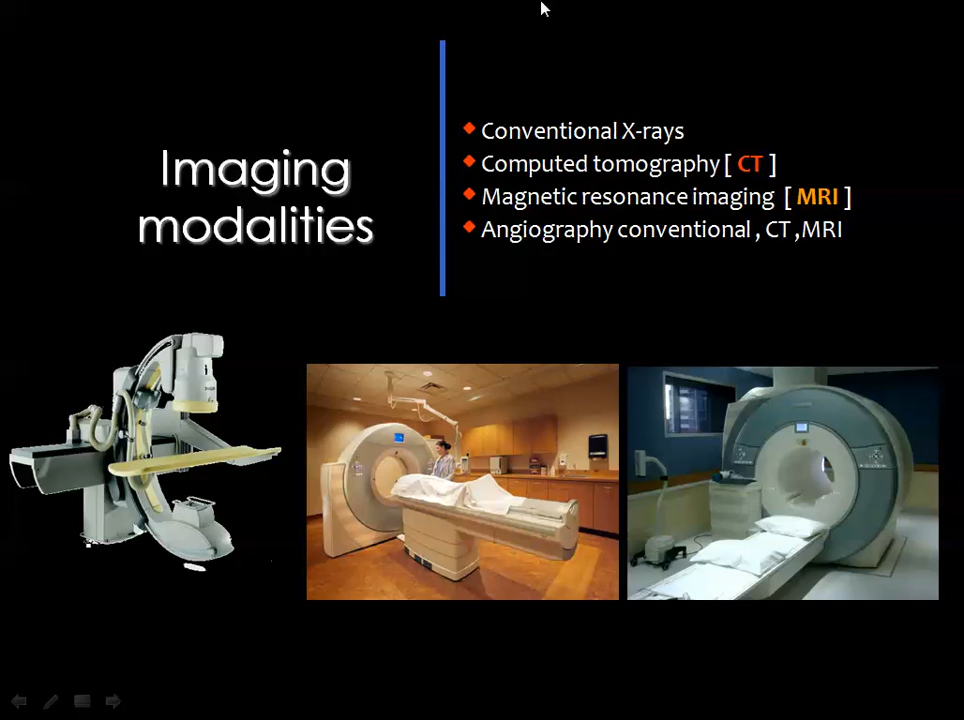 Imaging
modalities
Conventional X-rays
Computed tomography [ CT ]
Magnetic resonance imaging [ MRI ]
Angiography conventional , CT ,MRI